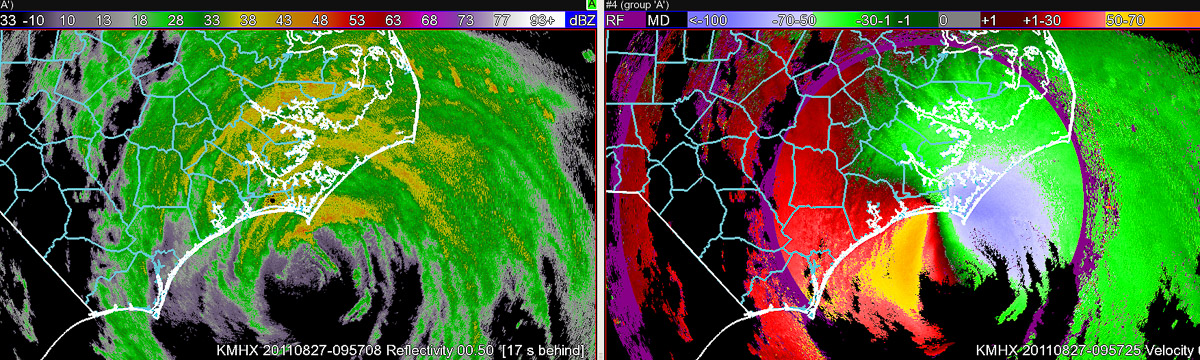 A') A
33 -10 10 18 28 33 38 43 48 53 63 68 73 77 93+ dBZ
KMHX 20110827-095708 Reflectivity 00.50 [17 s behind]
#4 (group 'A')
RF MD <-100 -70-50 -30-1 -1 0 +1 +1-30 50-70
KMHX 20110827-095725 Velocity